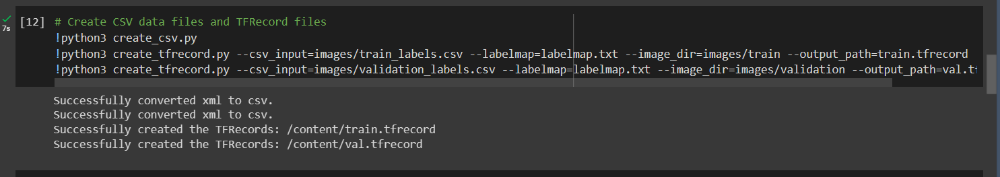 [12] # Create CSV data files and TFRecord files
!python3 create_csv.py
!python3 create_tfrecord.py --csv_input=images/train_labels.csv --labelmap=labelmap.txt --image_dir=images/train --output_path=train.tfrecord
7s
!python3 create_tfrecord.py --csv_input=images/validation_labels.csv --labelmap=labelmap.txt --image_dir=images/validation --output_path=val.tf
Successfully converted xml to csv.
Successfully converted xml to csv.
Successfully created the TFRecords: /content/train.tfrecord
Successfully created the TFRecords: /content/val.tfrecord